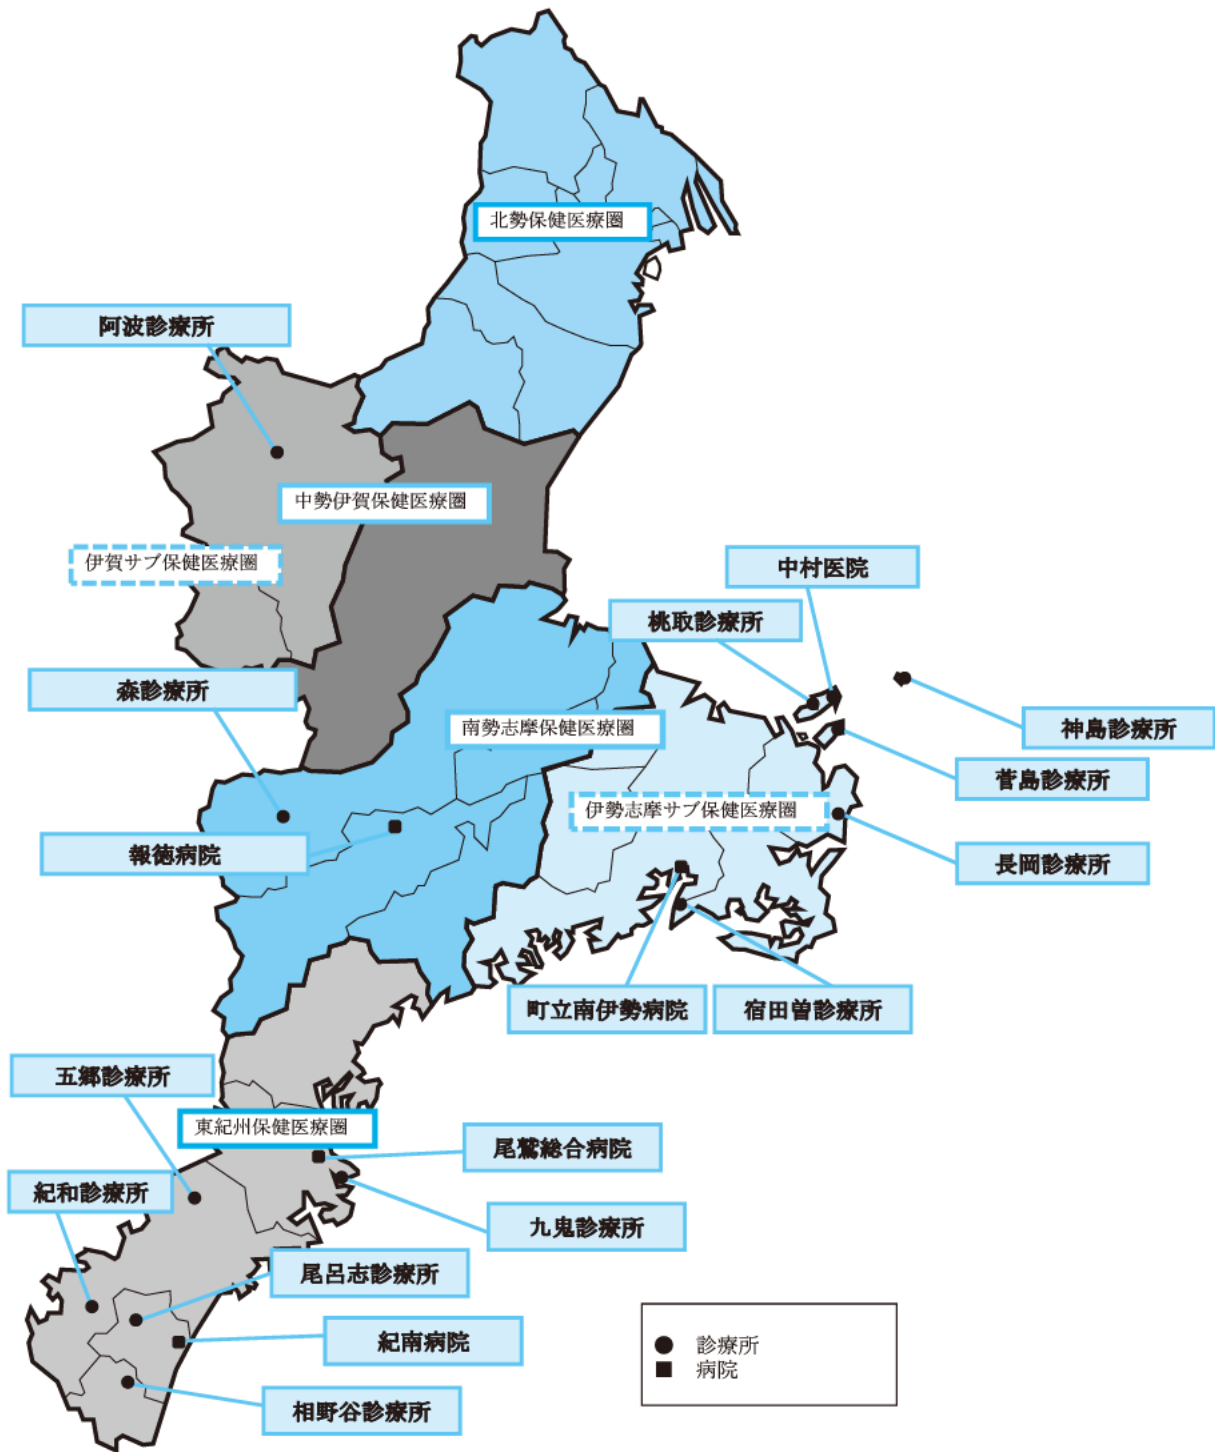 北勢保健医療圏
阿波診療所
中勢伊賀保健医療圏
伊賀サブ保健医療圏
中村医院
桃取診療所
森診療所
神島診療所
南勢志摩保健医療圏
菅島診療所
伊勢志摩サブ保健医療圏
報徳病院
長岡診療所
町立南伊勢病院
宿田曽診療所
五郷診療所
東紀州保健医療圏
尾鷲総合病院
紀和診療所
九鬼診療所
尾呂志診療所
紀南病院
相野谷診療所
● 診療所
■ 病院